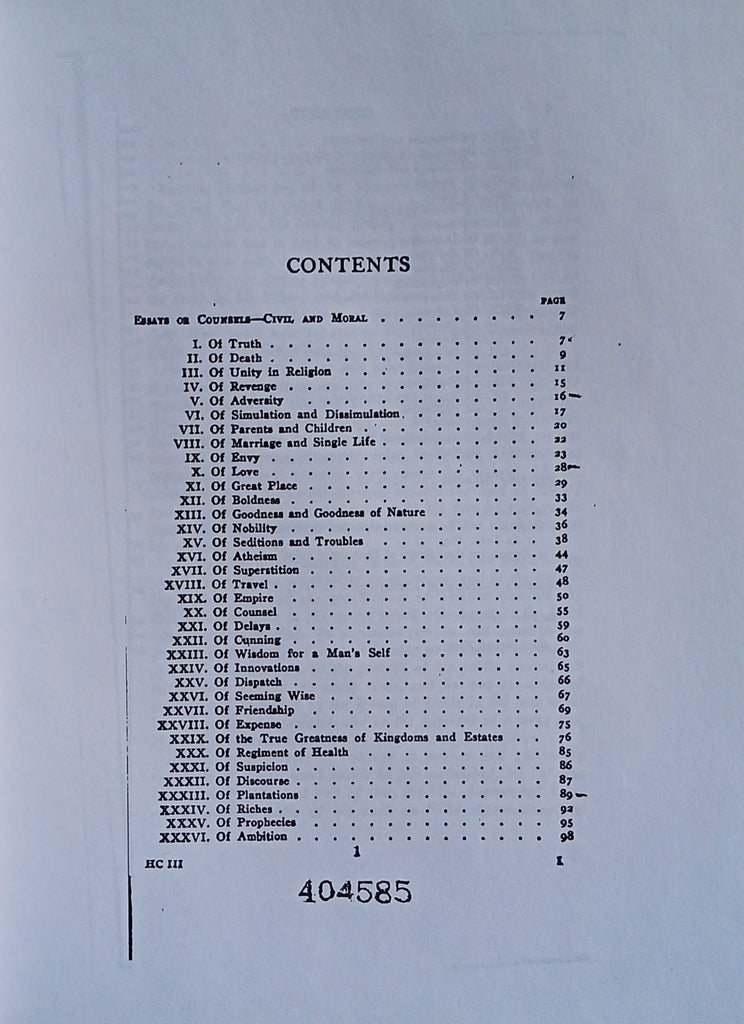 CONTENTS
PAGE
ESSAYS OR COUNSELS—CIVIL AND MORAL . . . . . . . . . 7
I. Of Truth . . . . . . . . . . . . . . 7
II. Of Death . . . . . . . . . . . . . . 9
III. Of Unity in Religion . . . . . . . . . . . 11
IV. Of Revenge . . . . . . . . . . . . . 15
V. Of Adversity . . . . . . . . . . . . . 16
VI. Of Simulation and Dissimulation . . . . . . . . 17
VII. Of Parents and Children . . . . . . . . . . 20
VIII. Of Marriage and Single Life . . . . . . . . . 22
IX. Of Envy . . . . . . . . . . . . . . 23
X. Of Love . . . . . . . . . . . . . . 28
XI. Of Great Place . . . . . . . . . . . . 29
XII. Of Boldness . . . . . . . . . . . . . 33
XIII. Of Goodness and Goodness of Nature . . . . . . 34
XIV. Of Nobility . . . . . . . . . . . . . 36
XV. Of Seditions and Troubles . . . . . . . . . 38
XVI. Of Atheism . . . . . . . . . . . . . 44
XVII. Of Superstition . . . . . . . . . . . . 47
XVIII. Of Travel . . . . . . . . . . . . . . 48
XIX. Of Empire . . . . . . . . . . . . . 50
XX. Of Counsel . . . . . . . . . . . . . 55
XXI. Of Delays . . . . . . . . . . . . . . 59
XXII. Of Cunning . . . . . . . . . . . . . 60
XXIII. Of Wisdom for a Man's Self . . . . . . . . 63
XXIV. Of Innovations . . . . . . . . . . . . 65
XXV. Of Dispatch . . . . . . . . . . . . . 66
XXVI. Of Seeming Wise . . . . . . . . . . . 67
XXVII. Of Friendship . . . . . . . . . . . . 69
XXVIII. Of Expense . . . . . . . . . . . . . 75
XXIX. Of the True Greatness of Kingdoms and Estates . . 76
XXX. Of Regiment of Health . . . . . . . . . . 85
XXXI. Of Suspicion . . . . . . . . . . . . . 86
XXXII. Of Discourse . . . . . . . . . . . . . 87
XXXIII. Of Plantations . . . . . . . . . . . . 89
XXXIV. Of Riches . . . . . . . . . . . . . . 92
XXXV. Of Prophecies . . . . . . . . . . . . 95
XXXVI. Of Ambition . . . . . . . . . . . . . 98
1
HC III 1
404585